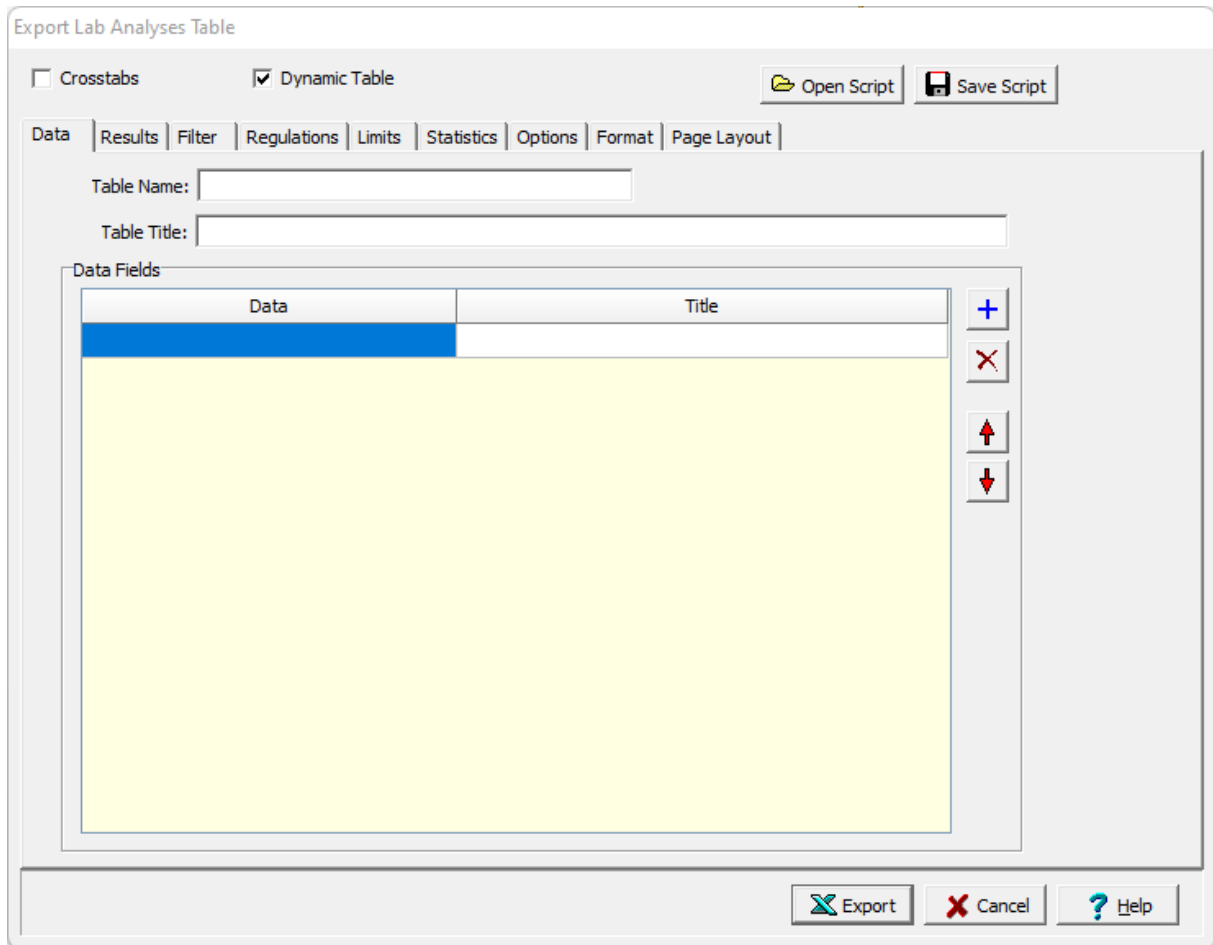 Export Lab Analyses Table
Crosstabs Dynamic Table Open Script Save Script
Data Results Filter Regulations Limits Statistics Options Format Page Layout
Table Name:
Table Title:
Data Fields
Data Title
Export Cancel Help